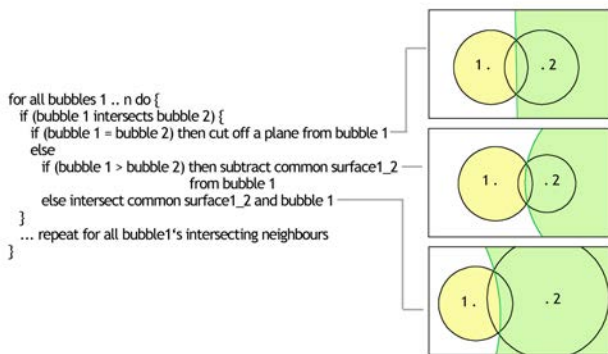 for all bubbles 1 .. n do {
if (bubble 1 intersects bubble 2) {
if (bubble 1 = bubble 2) then cut off a plane from bubble 1
else
if (bubble 1 > bubble 2) then subtract common surface1_2
from bubble 1
else intersect common surface1_2 and bubble 1
}
... repeat for all bubble1's intersecting neighbours
}
1 . . 2
1 . . 2
1 . . 2